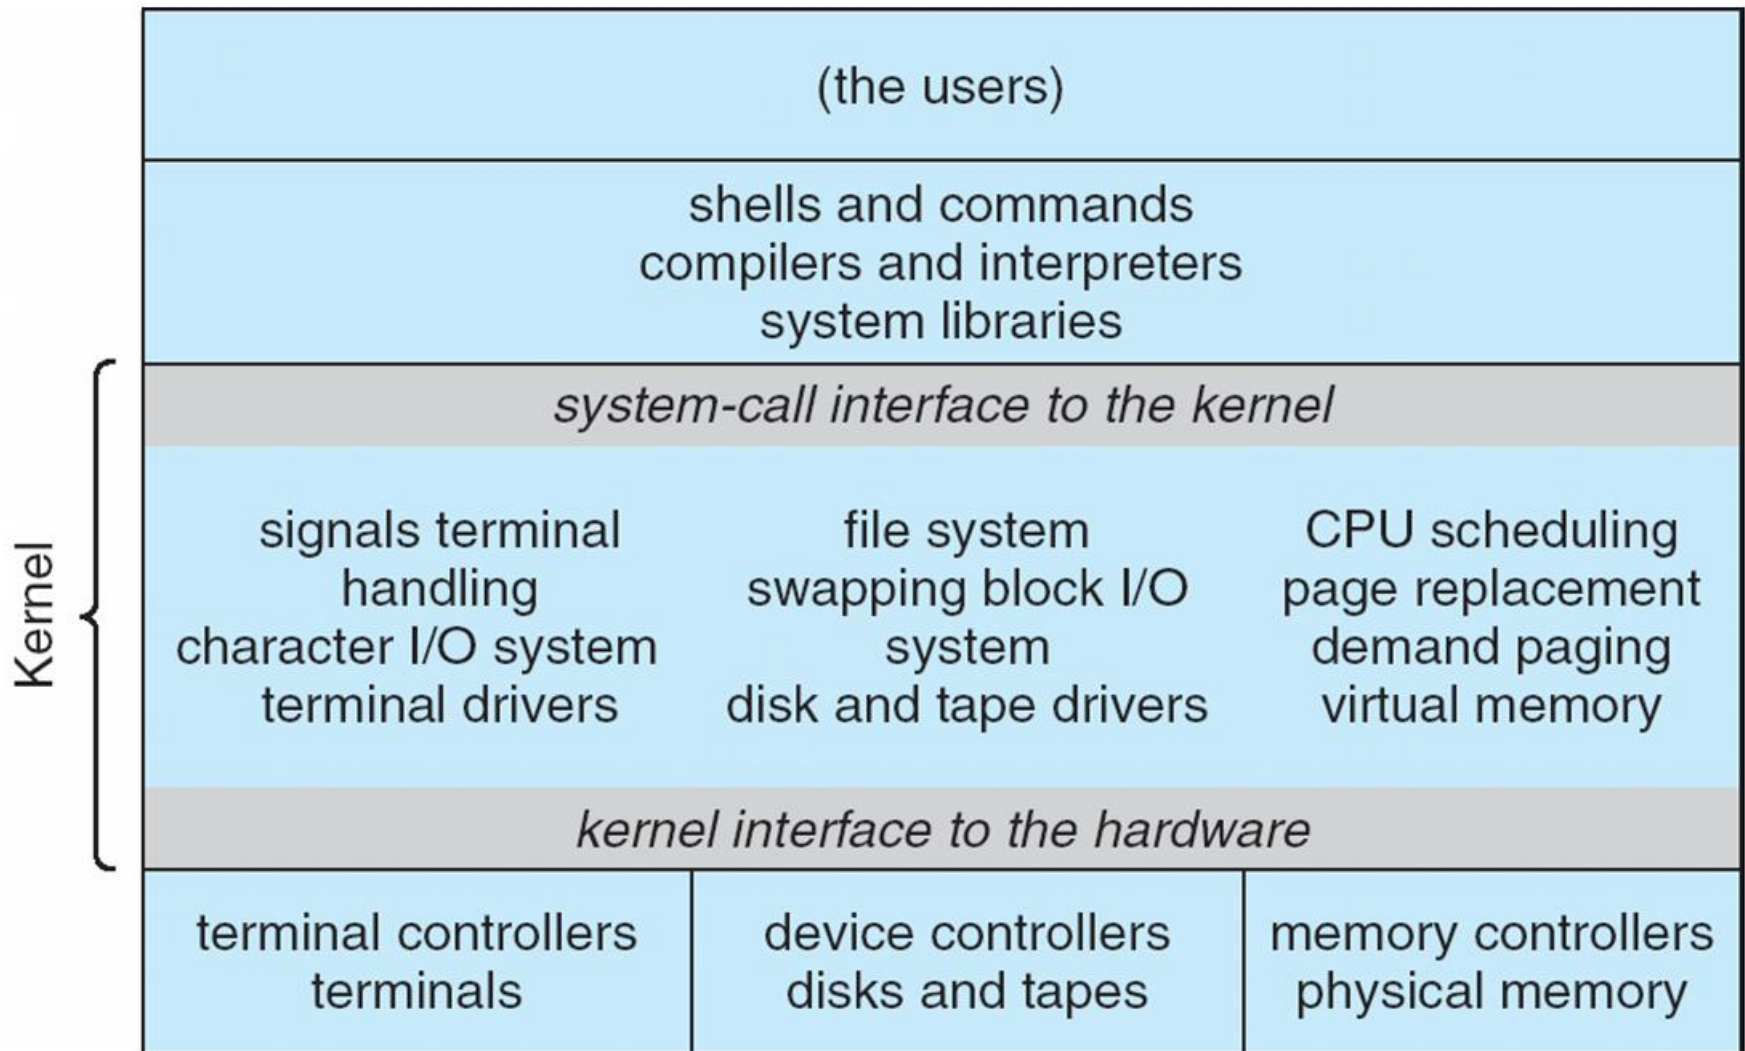 (the users)
shells and commands
compilers and interpreters
system libraries
system-call interface to the kernel
Kernel
signals terminal
handling
character I/O system
terminal drivers
file system
swapping block I/O
system
disk and tape drivers
CPU scheduling
page replacement
demand paging
virtual memory
kernel interface to the hardware
terminal controllers
terminals
device controllers
disks and tapes
memory controllers
physical memory